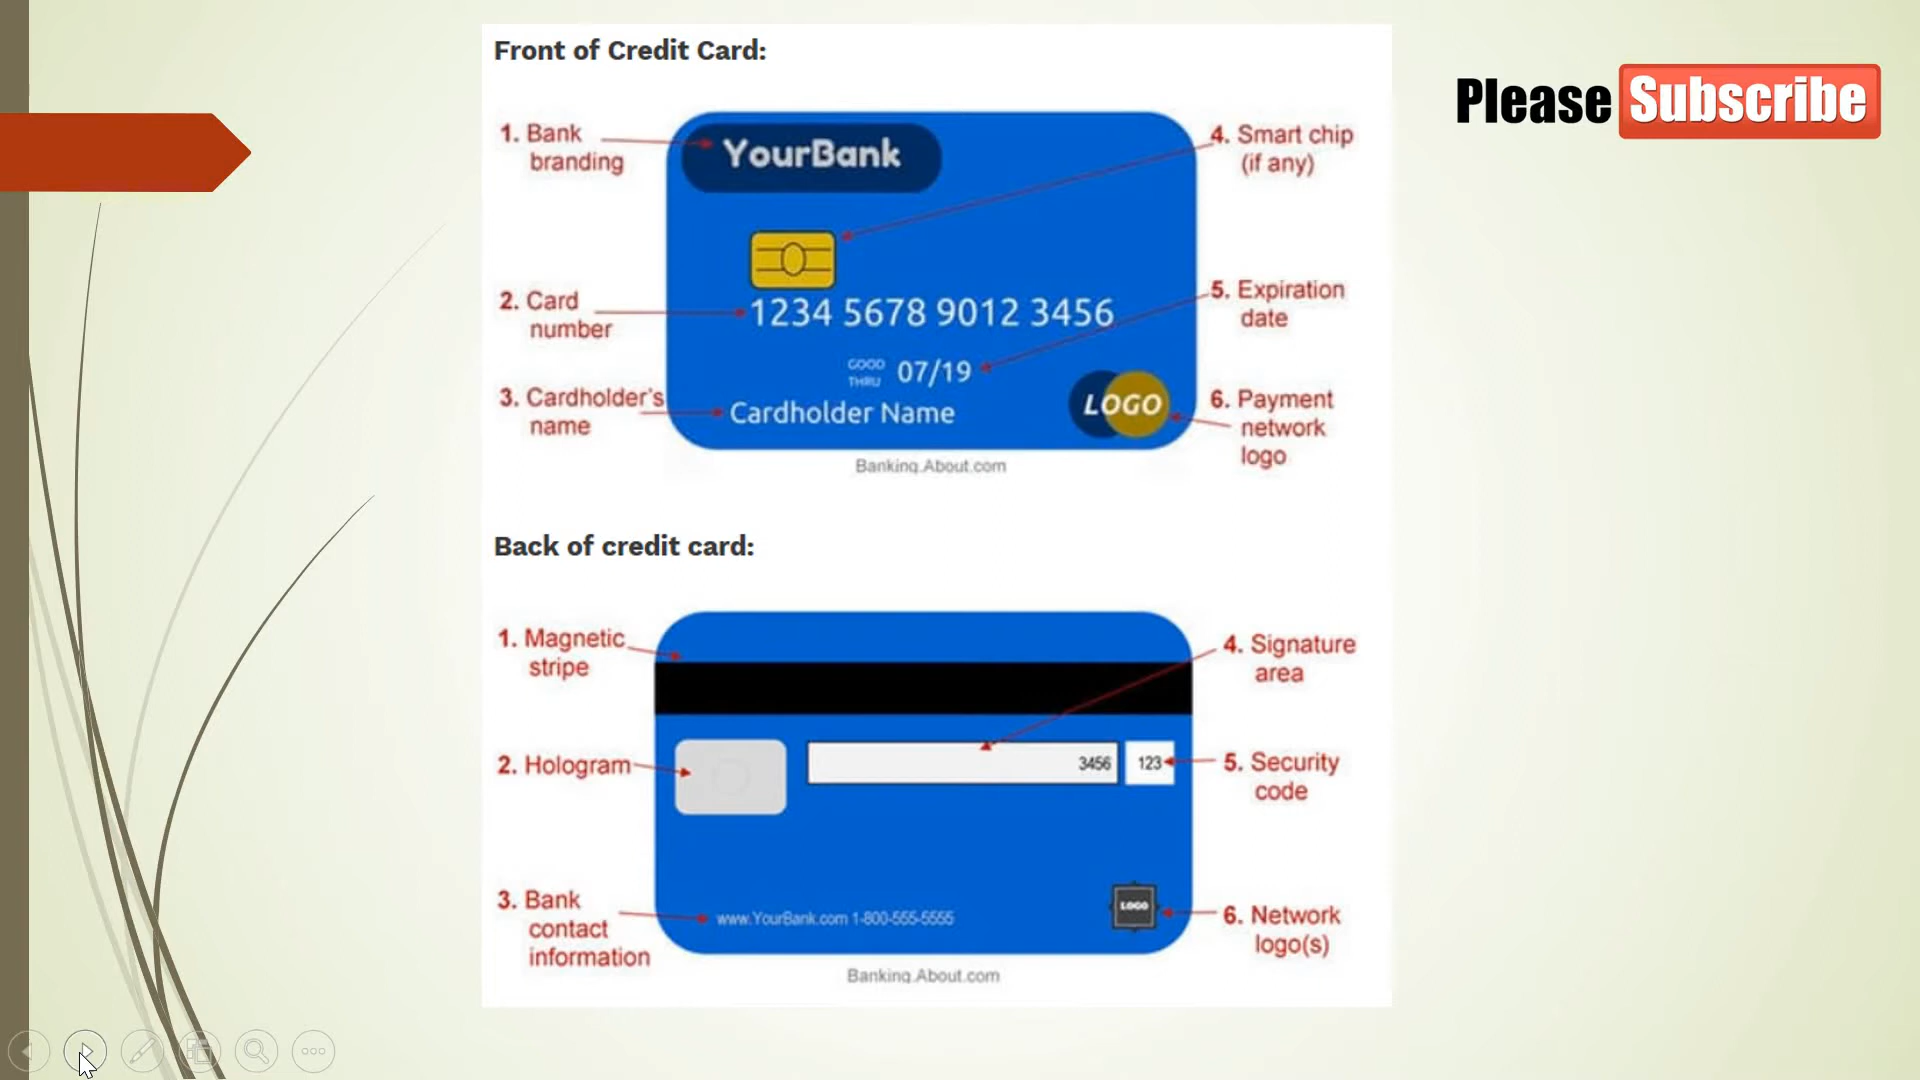 Front of Credit Card:
Please Subscribe
1. Bank
branding
YourBank
4. Smart chip
(if any)
2. Card
number
1234 5678 9012 3456
5. Expiration
date
GOOD
THRU
07/19
3. Cardholder's
name
Cardholder Name
LOGO
6. Payment
network
logo
Banking.About.com
Back of credit card:
1. Magnetic
stripe
4. Signature
area
2. Hologram
3456
123
5. Security
code
3. Bank
contact
information
www.YourBank.com 1-800-555-5555
LOGO
6. Network
logo(s)
Banking.About.com